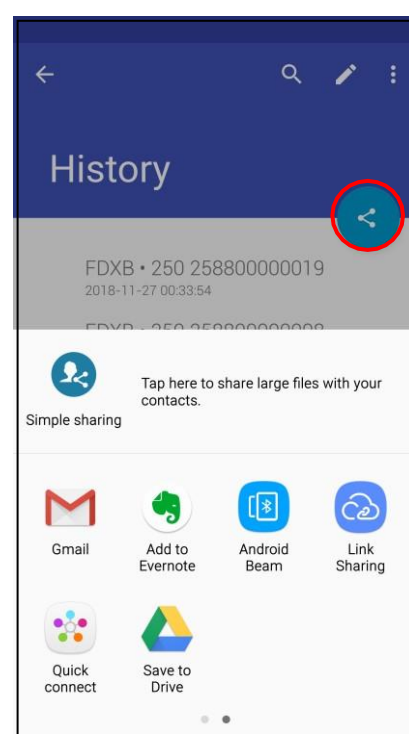 History
FDXB • 250 258800000019
2018-11-27 00:33:54
Tap here to share large files with your
contacts.
Simple sharing
Gmail
Add to
Evernote
Android
Beam
Link
Sharing
Quick
connect
Save to
Drive